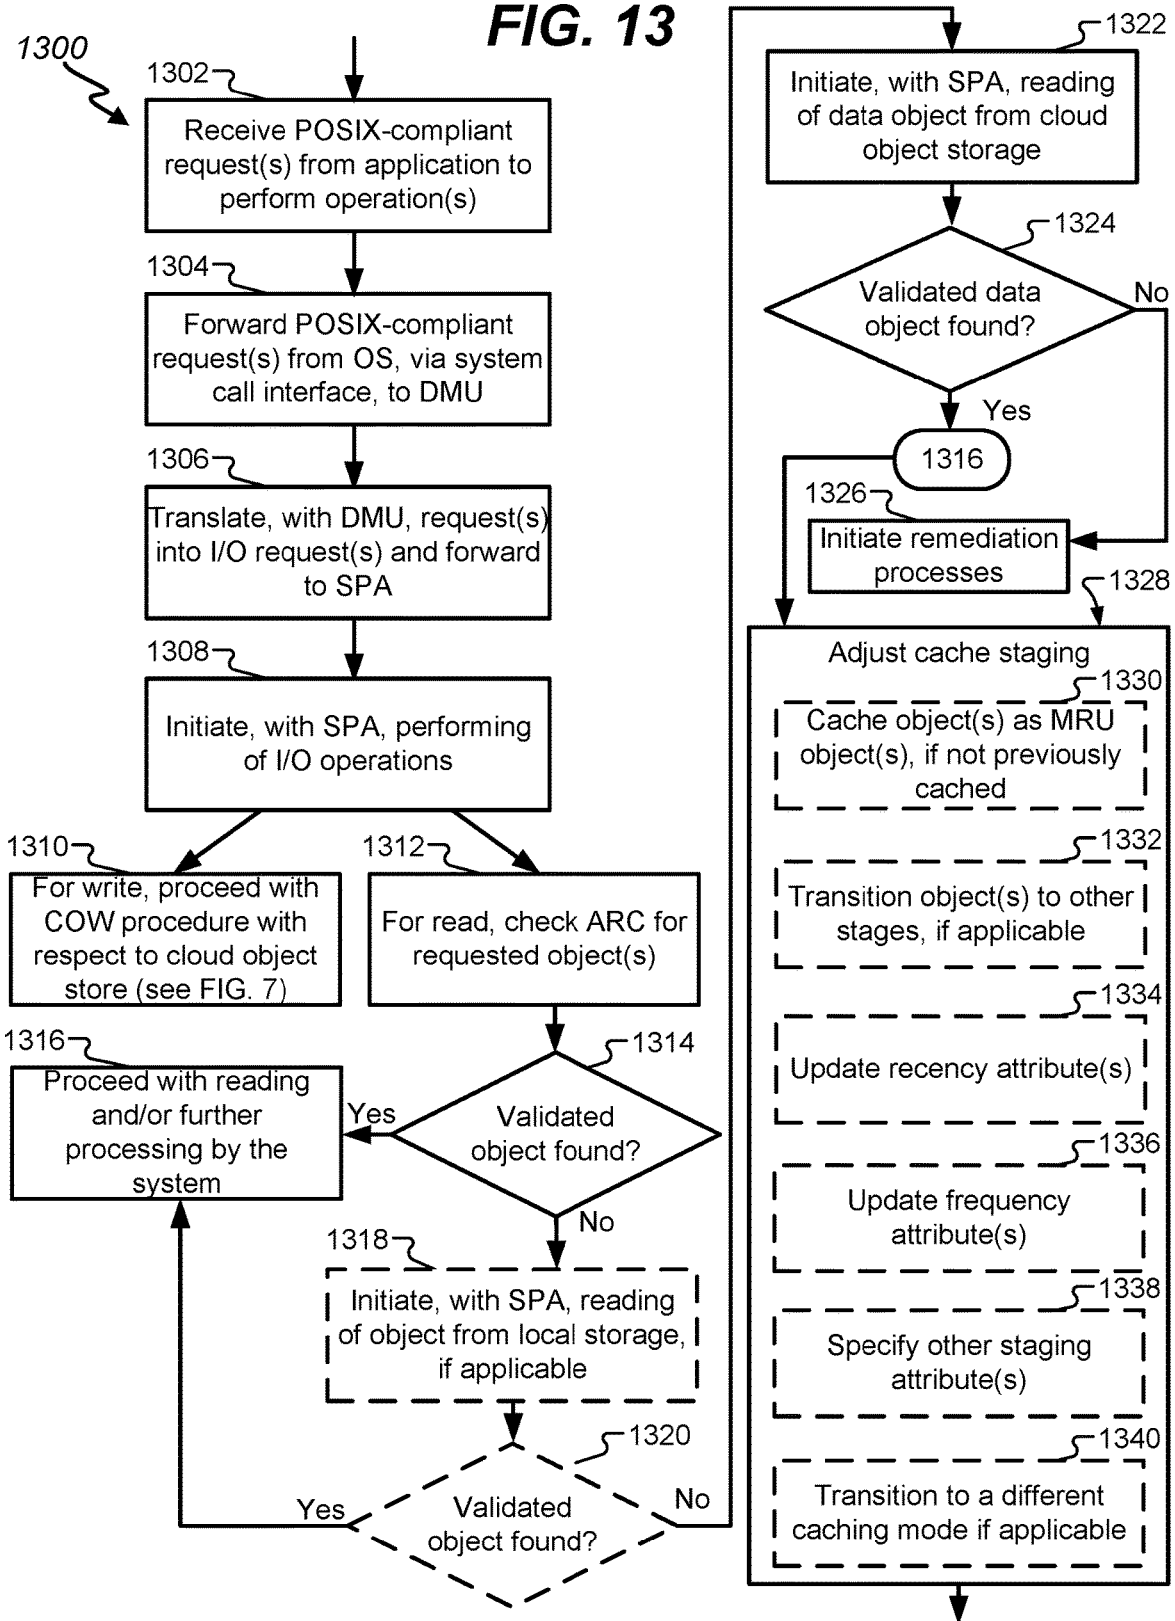 FIG. 13
1300
1302
Receive POSIX-compliant
request(s) from application to
perform operation(s)
1304
Forward POSIX-compliant
request(s) from OS, via system
call interface, to DMU
1306
Translate, with DMU, request(s)
into I/O request(s) and forward
to SPA
1308
Initiate, with SPA, performing
of I/O operations
1310
For write, proceed with
COW procedure with
respect to cloud object
store (see FIG. 7)
1312
For read, check ARC for
requested object(s)
1314
Validated
object found?
Yes
No
1316
Proceed with reading
and/or further
processing by the
system
1318
Initiate, with SPA, reading
of object from local storage,
if applicable
1320
Validated
object found?
Yes
No
1322
Initiate, with SPA, reading
of data object from cloud
object storage
1324
Validated data
object found?
No
Yes
1316
1326
Initiate remediation
processes
1328
Adjust cache staging
1330
Cache object(s) as MRU
object(s), if not previously
cached
1332
Transition object(s) to other
stages, if applicable
1334
Update recency attribute(s)
1336
Update frequency
attribute(s)
1338
Specify other staging
attribute(s)
1340
Transition to a different
caching mode if applicable